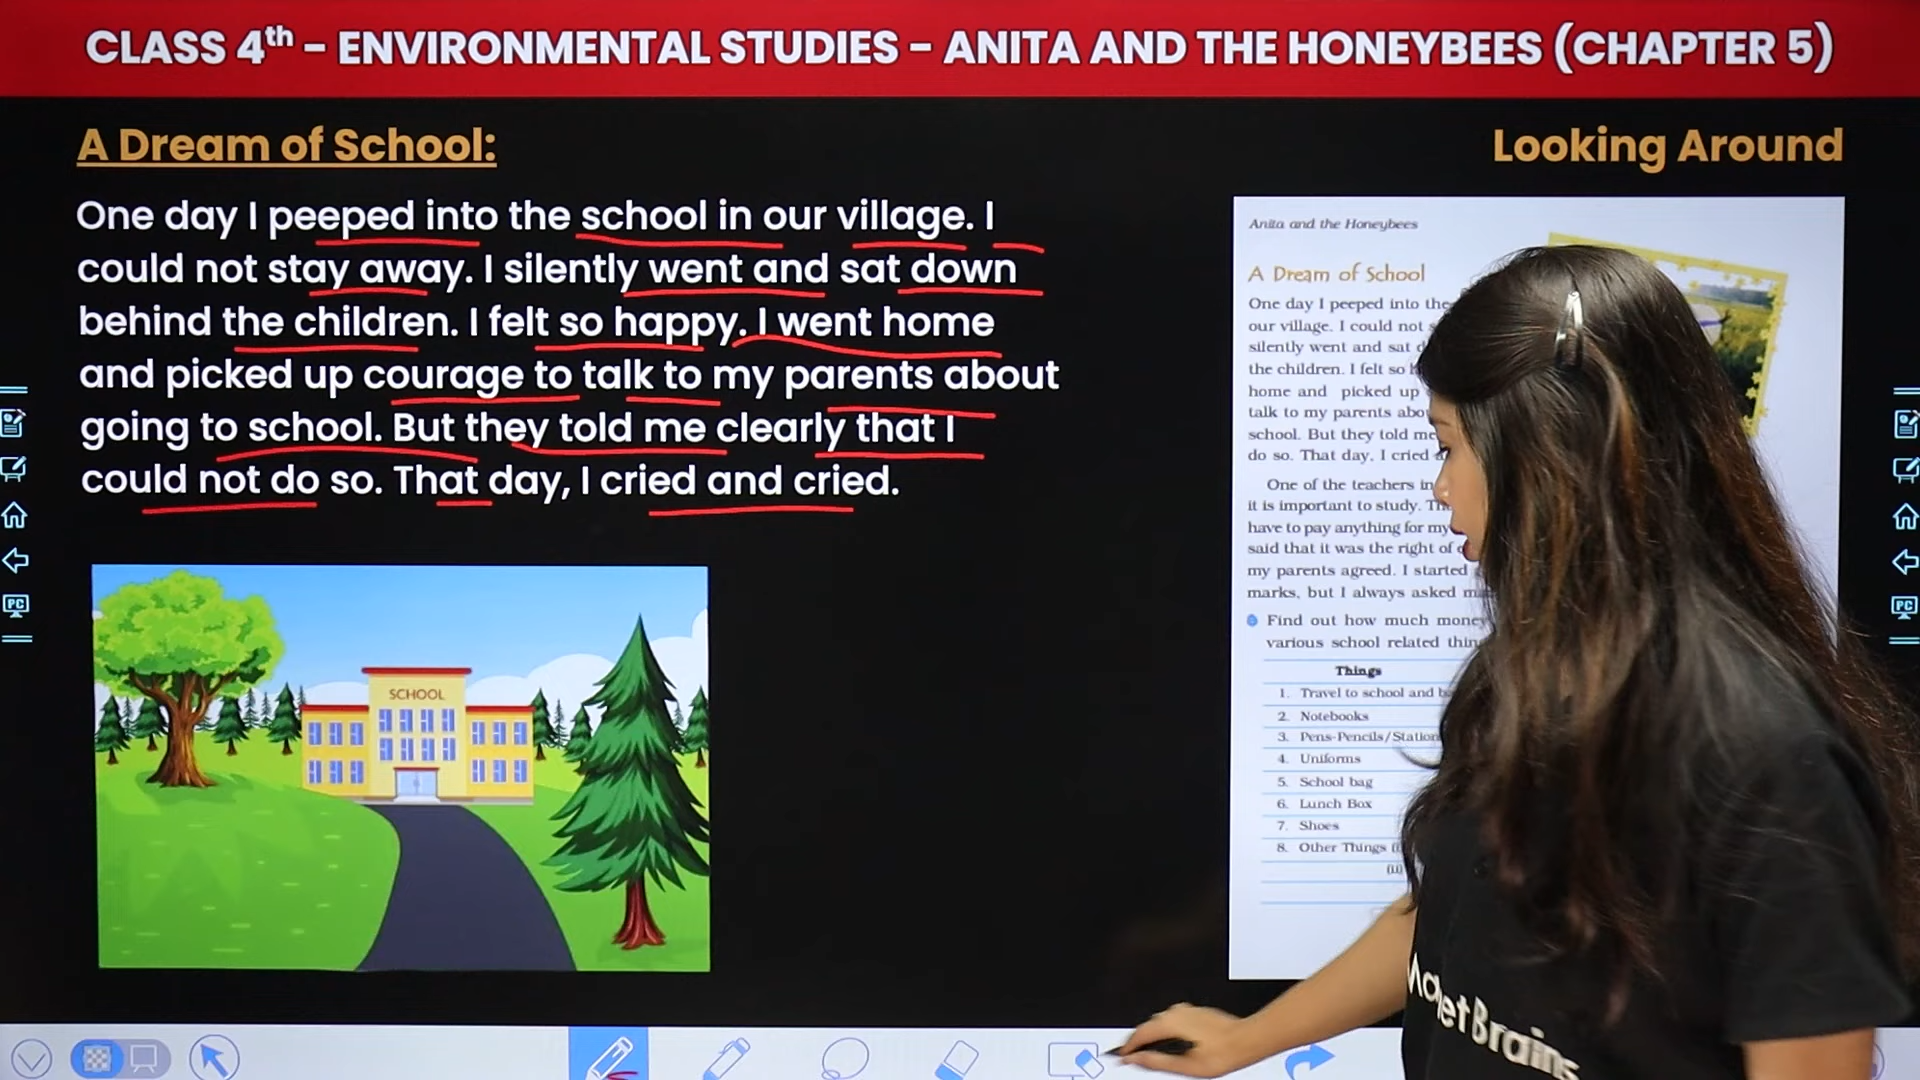 CLASS 4th – ENVIRONMENTAL STUDIES – ANITA AND THE HONEYBEES (CHAPTER 5)
A Dream of School:
One day I peeped into the school in our village. I
could not stay away. I silently went and sat down
behind the children. I felt so happy. I went home
and picked up courage to talk to my parents about
going to school. But they told me clearly that I
could not do so. That day, I cried and cried.
SCHOOL
Looking Around
Anita and the Honeybees
A Dream of School
One day I peeped into the
our village. I could not
silently went and sat
the children. I felt so
home and picked up
talk to my parents
school. But they told me
do so. That day, I cried
One of the teachers in
it is important to study.
have to pay anything for my
said that it was the right of
my parents agreed. I started
marks, but I always asked
Find out how much money
various school related
Things
1. Travel to school and
2. Notebooks
3. Pens-Pencils/
4. Uniforms
5. School bag
6. Lunch Box
7. Shoes
8. Other Things
(ii)
PC
PC
Brains